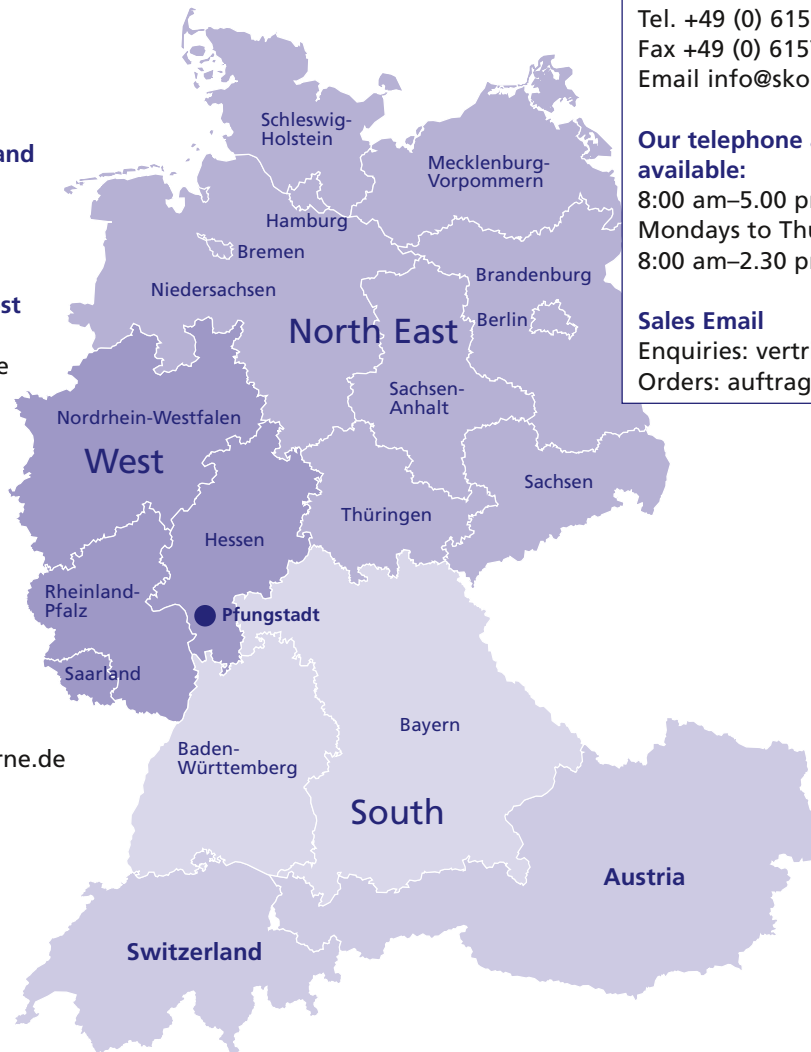 Tel. +49 (0) 615
Fax +49 (0) 615
Email info@sko
Our telephone
available:
8:00 am–5.00 p
Mondays to Thu
8:00 am–2.30 p
Sales Email
Enquiries: vertr
Orders: auftrag
and
st
e
rne.de
Schleswig-
Holstein
Mecklenburg-
Vorpommern
Hamburg
Bremen
Niedersachsen
Brandenburg
Berlin
North East
Sachsen-
Anhalt
Nordrhein-Westfalen
West
Sachsen
Thüringen
Hessen
Rheinland-
Pfalz
Pfungstadt
Saarland
Bayern
Baden-
Württemberg
South
Austria
Switzerland